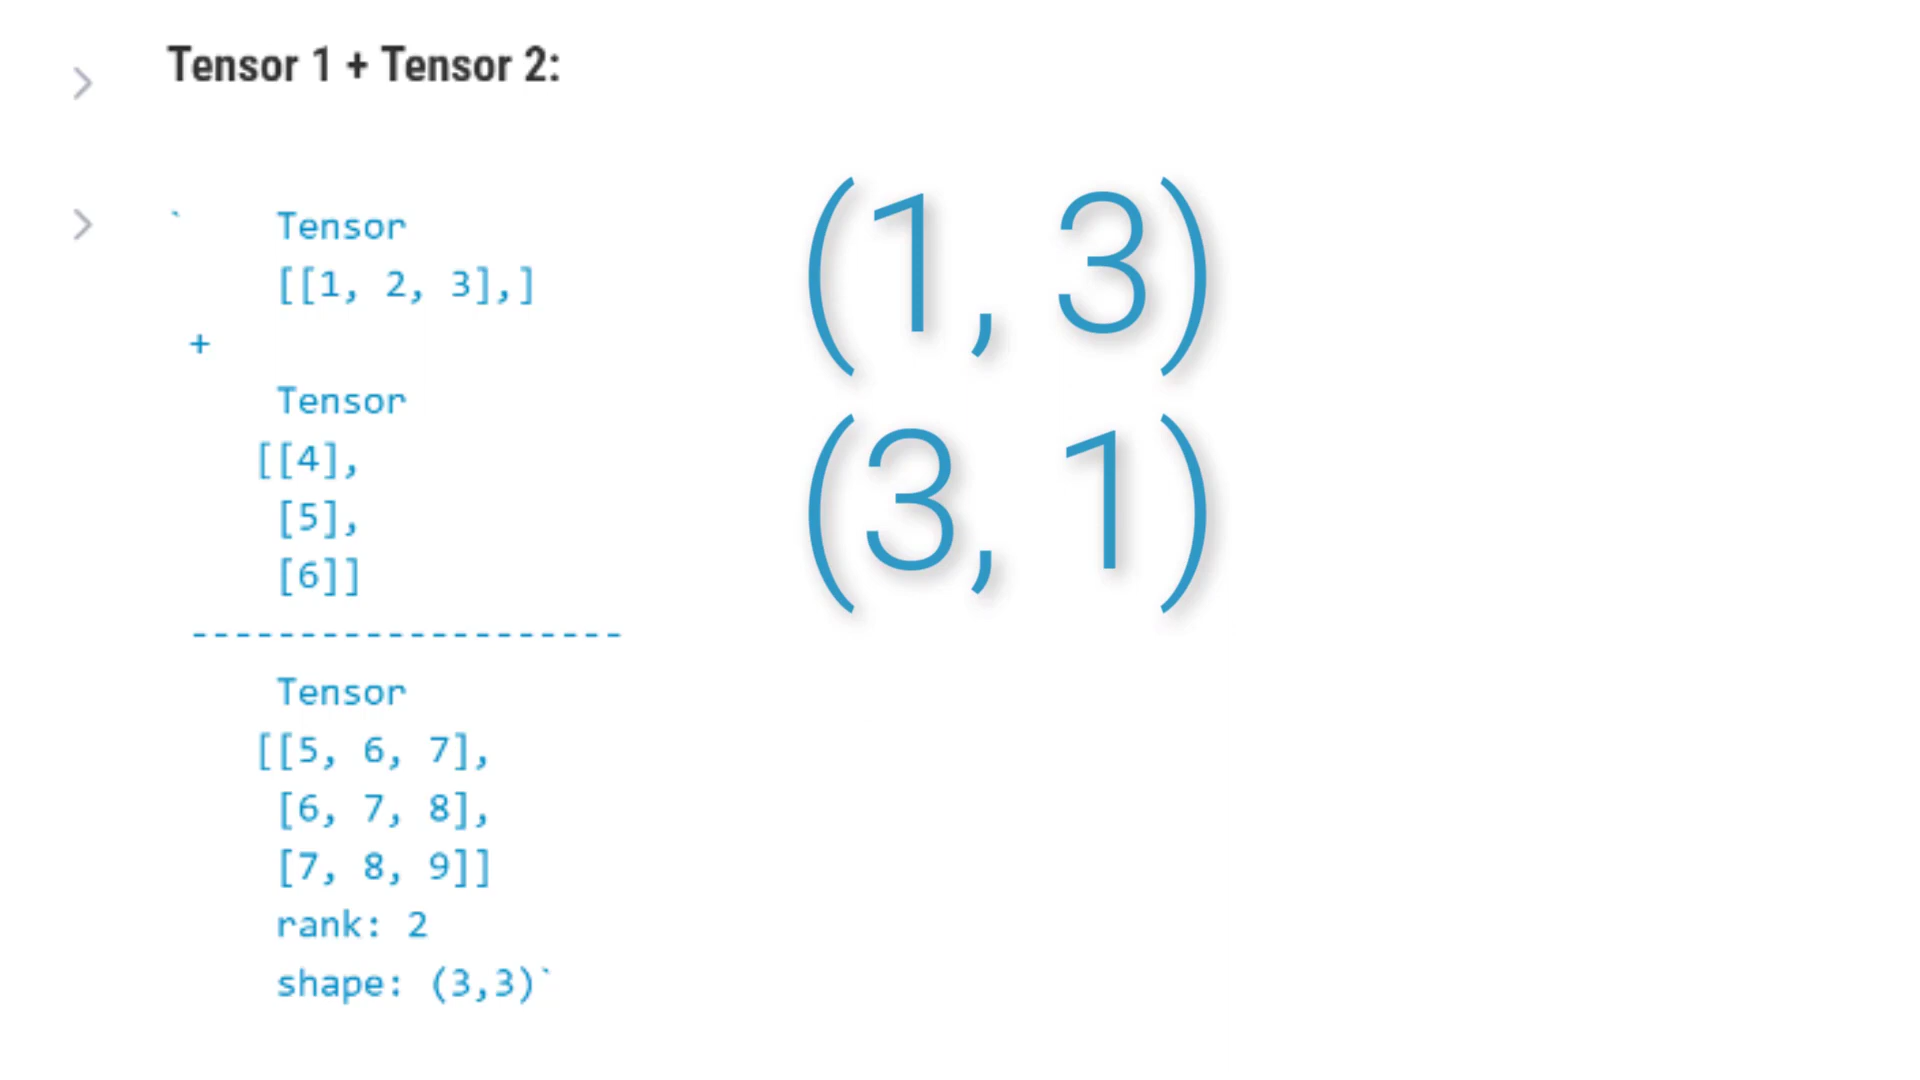 Tensor 1 + Tensor 2:
` Tensor
[[1, 2, 3],]
+
Tensor
[[4],
[5],
[6]]
--------------------
Tensor
[[5, 6, 7],
[6, 7, 8],
[7, 8, 9]]
rank: 2
shape: (3,3)`
(1, 3)
(3, 1)